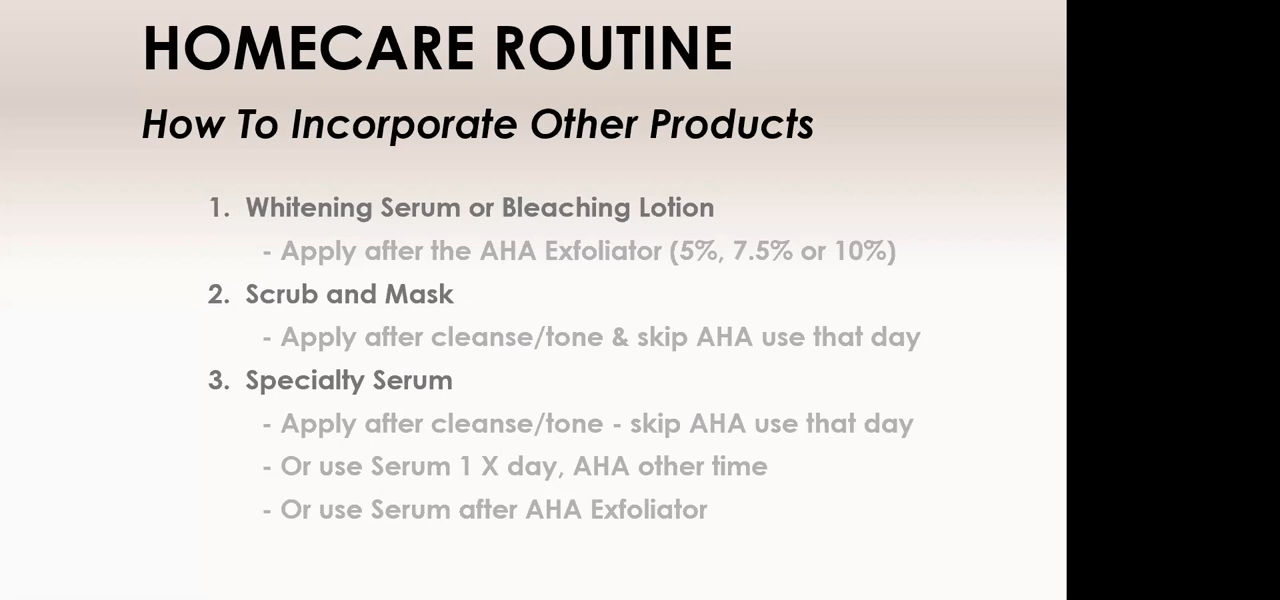 HOMECARE ROUTINE
How To Incorporate Other Products
1. Whitening Serum or Bleaching Lotion
- Apply after the AHA Exfoliator (5%, 7.5% or 10%)
2. Scrub and Mask
- Apply after cleanse/tone & skip AHA use that day
3. Specialty Serum
- Apply after cleanse/tone - skip AHA use that day
- Or use Serum 1 X day, AHA other time
- Or use Serum after AHA Exfoliator